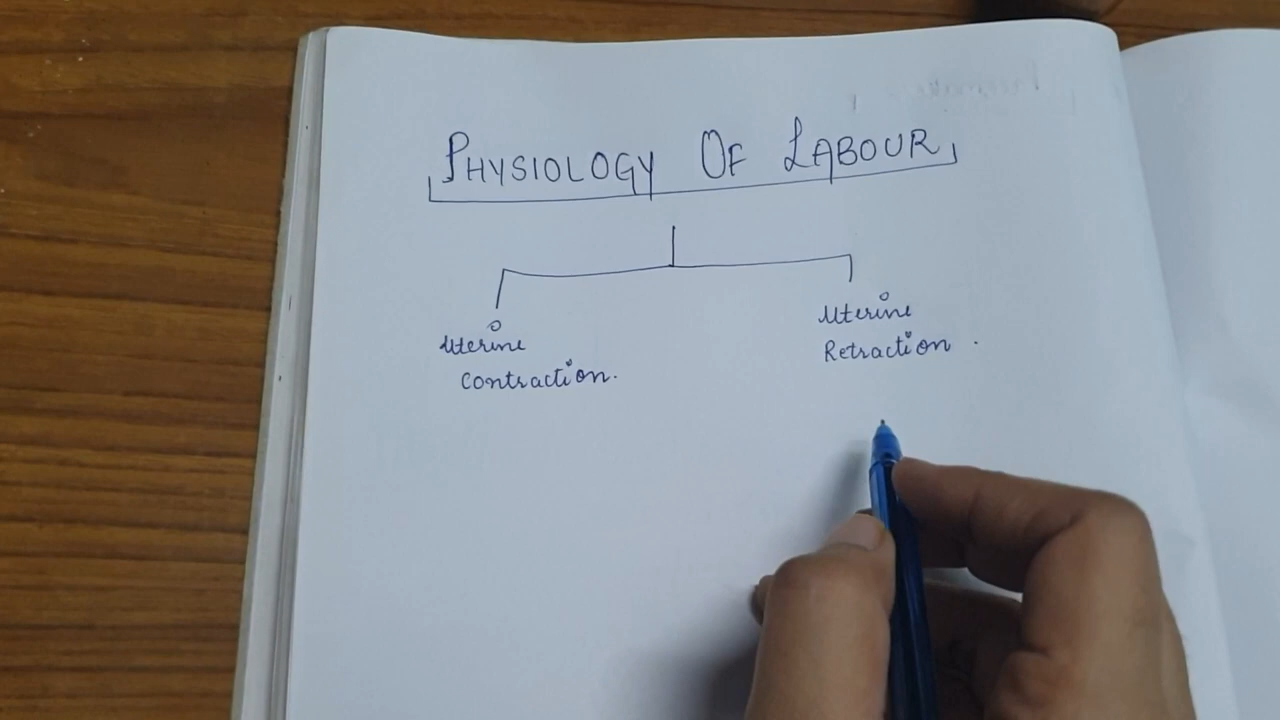 PHYSIOLOGY OF LABOUR
Uterine
Contraction.
Uterine
Retraction.